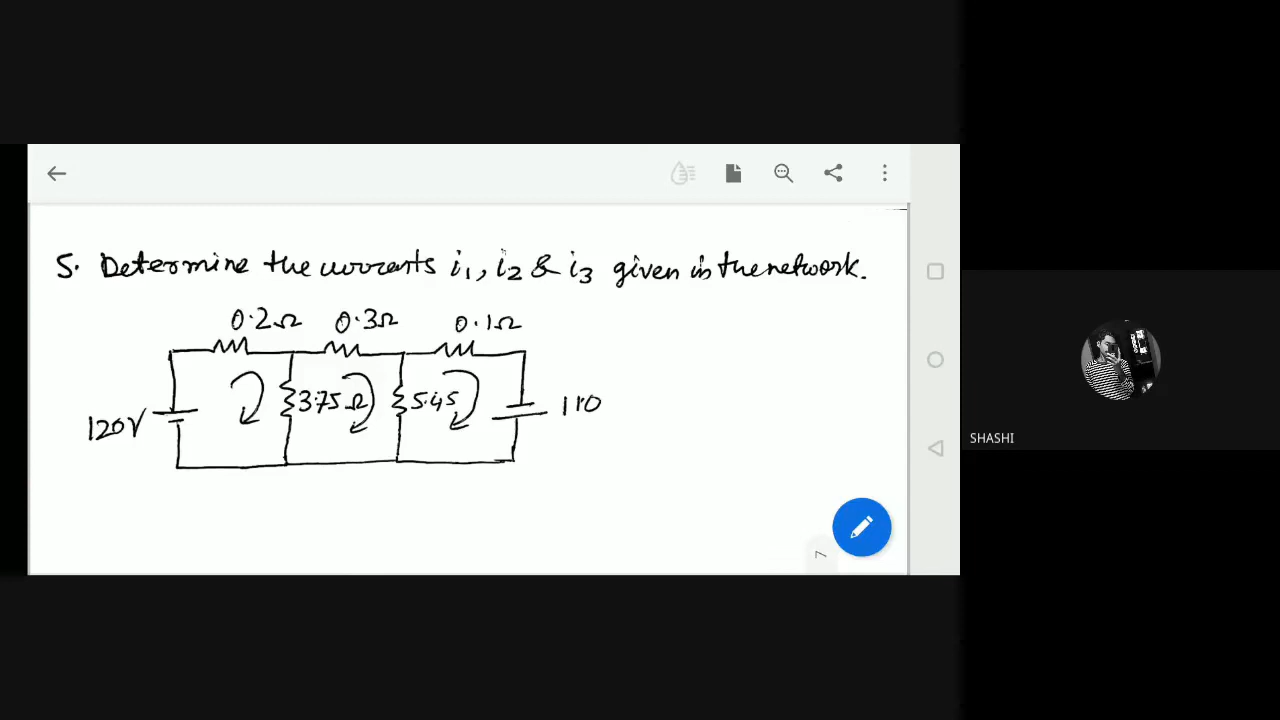 5. Determine the currents i1, i2 & i3 given in the network.
0.2Ω 0.3Ω 0.1Ω
120V 3.75Ω 5.45 110
SHASHI
7